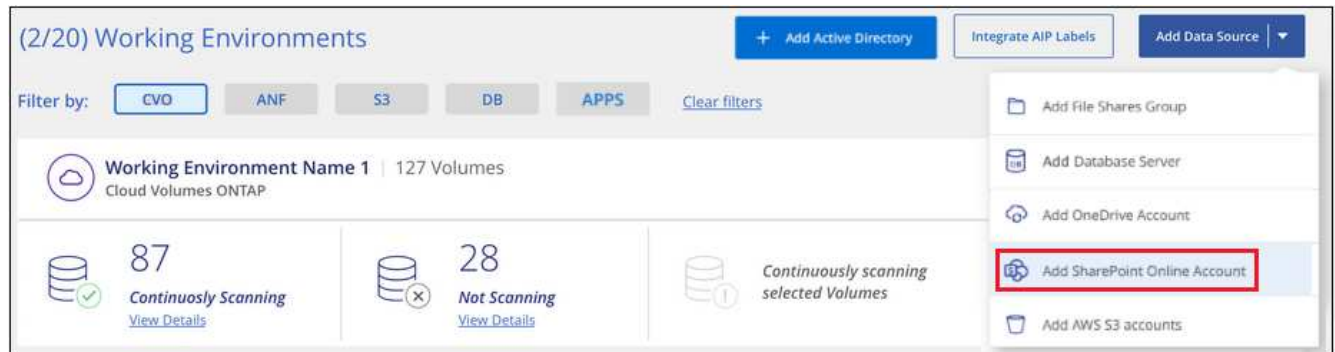 (2/20) Working Environments
+ Add Active Directory
Integrate AIP Labels
Add Data Source
Filter by:
CVO
ANF
S3
DB
APPS
Clear filters
Working Environment Name 1 | 127 Volumes
Cloud Volumes ONTAP
87
Continuosly Scanning
View Details
28
Not Scanning
View Details
Continuously scanning
selected Volumes
Add File Shares Group
Add Database Server
Add OneDrive Account
Add SharePoint Online Account
Add AWS S3 accounts